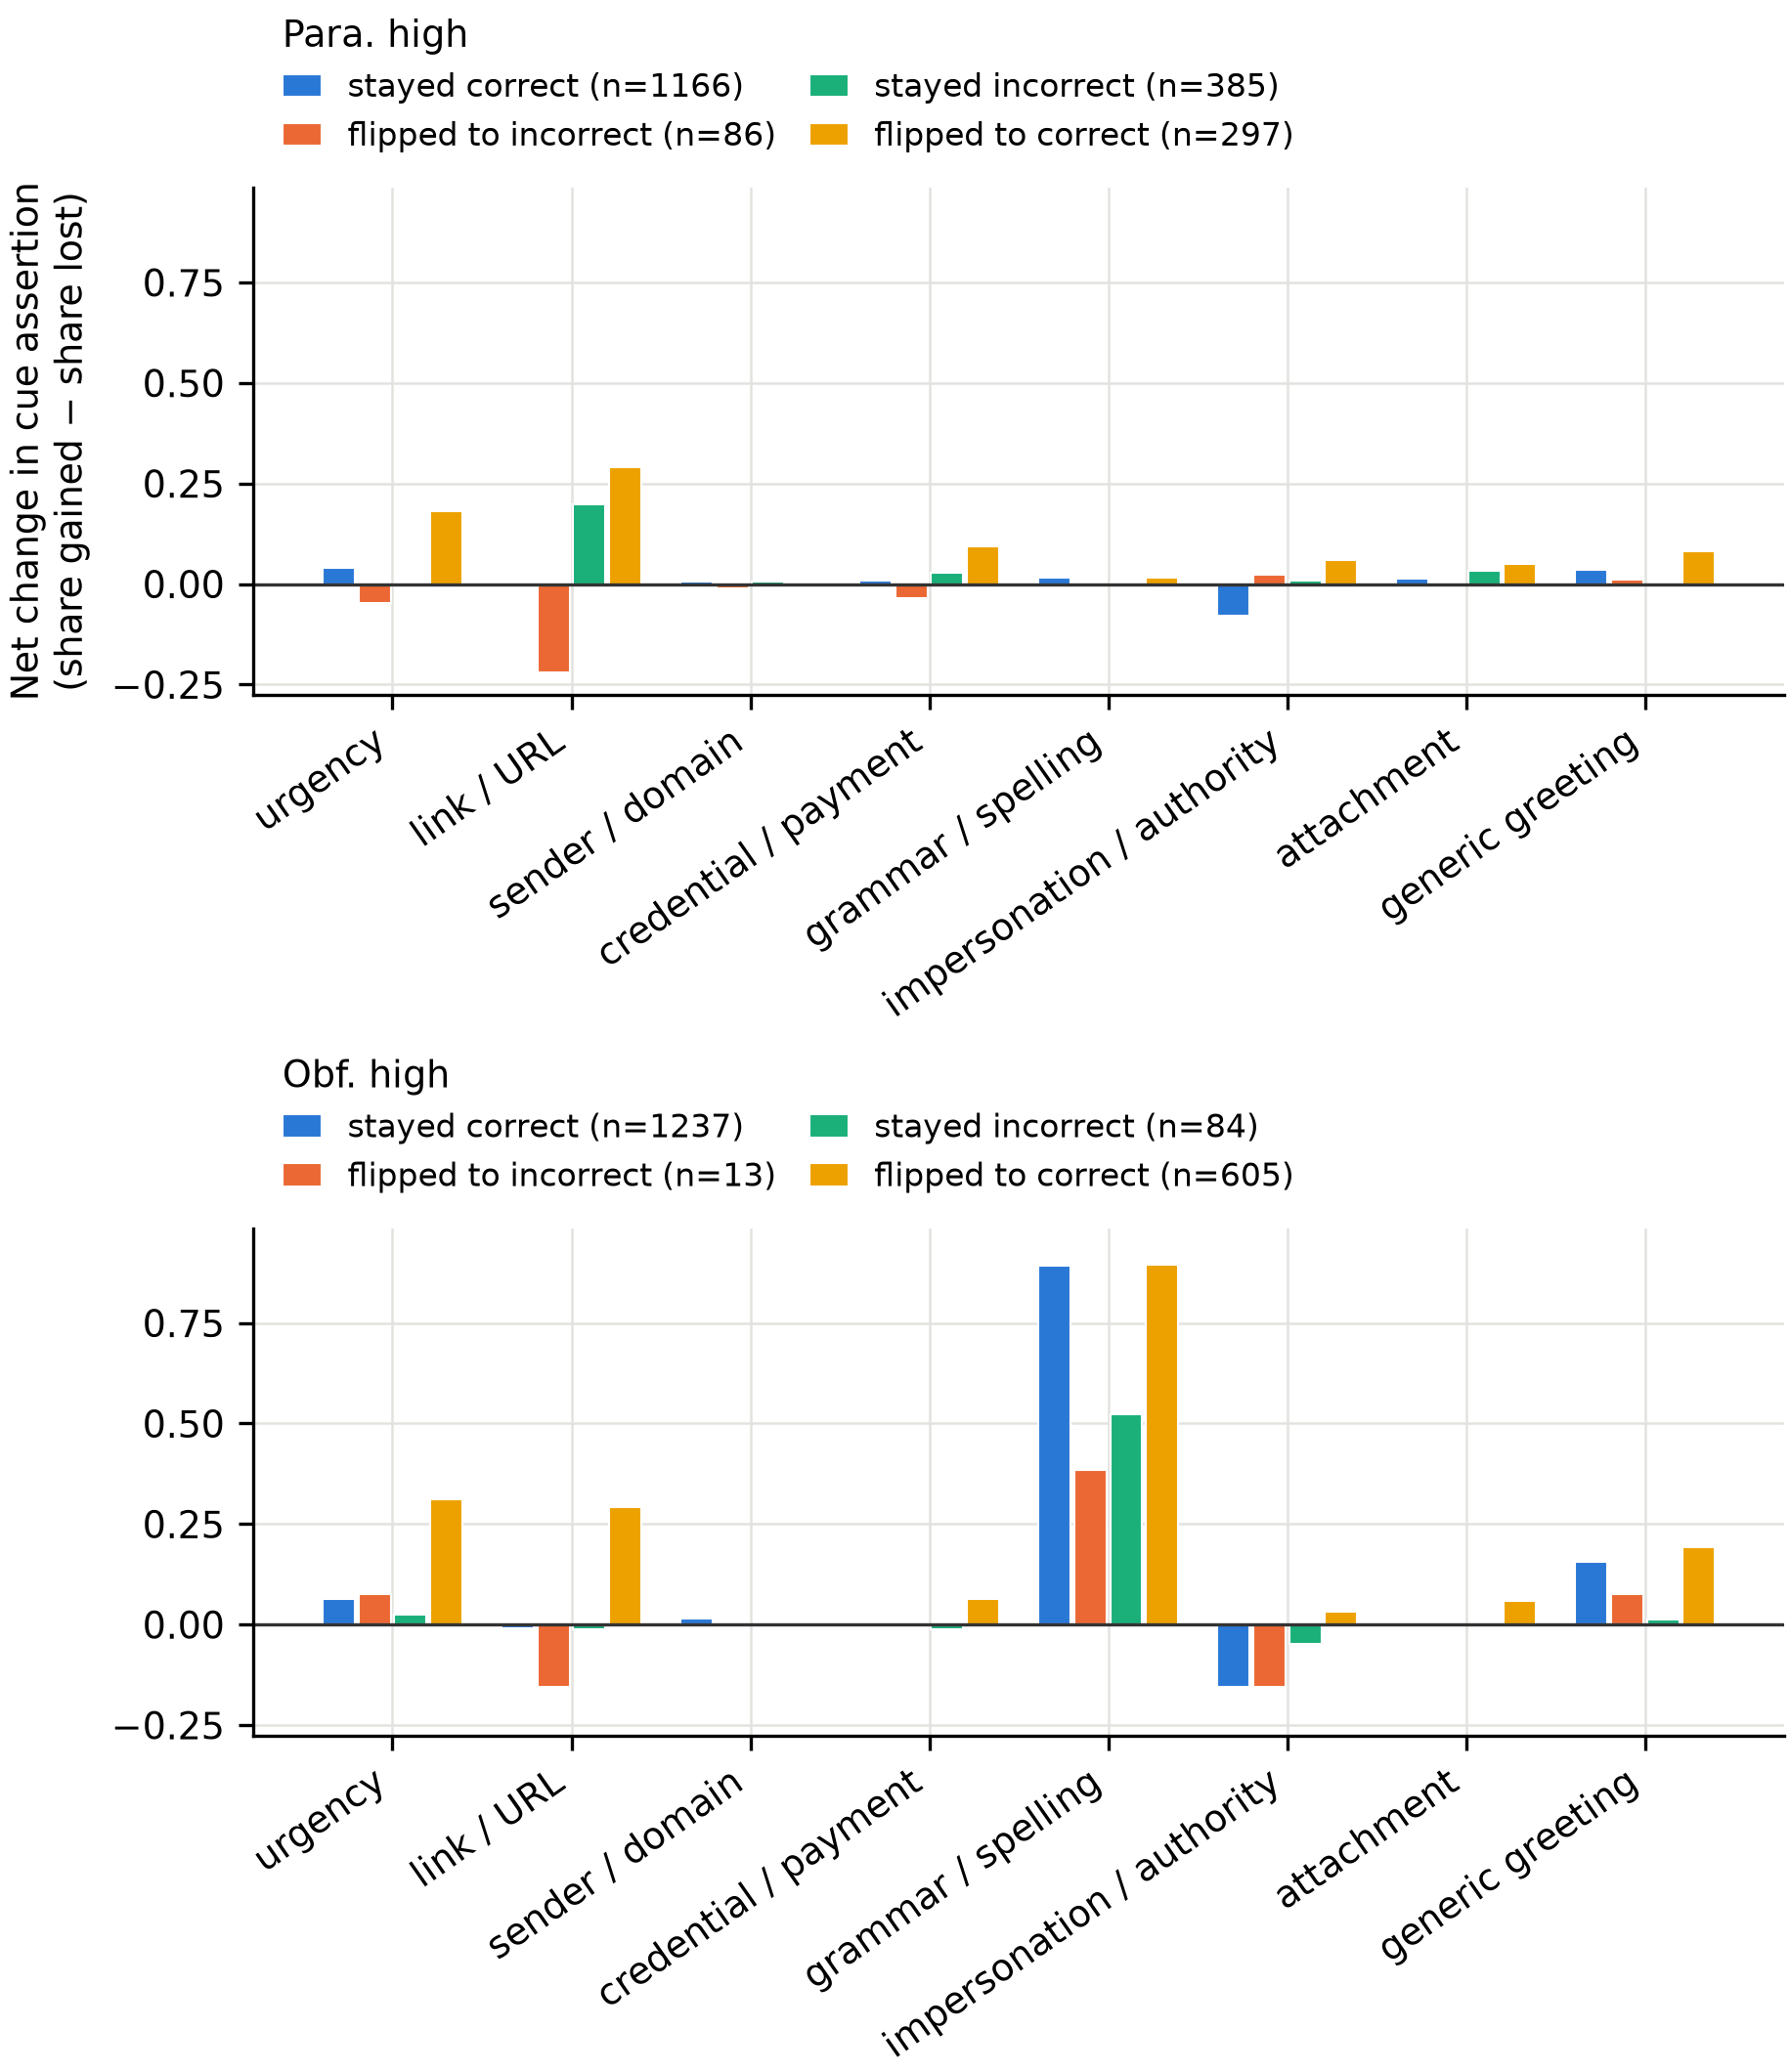 Para. high
stayed correct (n=1166)
flipped to incorrect (n=86)
stayed incorrect (n=385)
flipped to correct (n=297)
Net change in cue assertion
(share gained − share lost)
0.75
0.50
0.25
0.00
−0.25
urgency
link / URL
sender / domain
credential / payment
grammar / spelling
impersonation / authority
attachment
generic greeting
Obf. high
stayed correct (n=1237)
flipped to incorrect (n=13)
stayed incorrect (n=84)
flipped to correct (n=605)
0.75
0.50
0.25
0.00
−0.25
urgency
link / URL
sender / domain
credential / payment
grammar / spelling
impersonation / authority
attachment
generic greeting